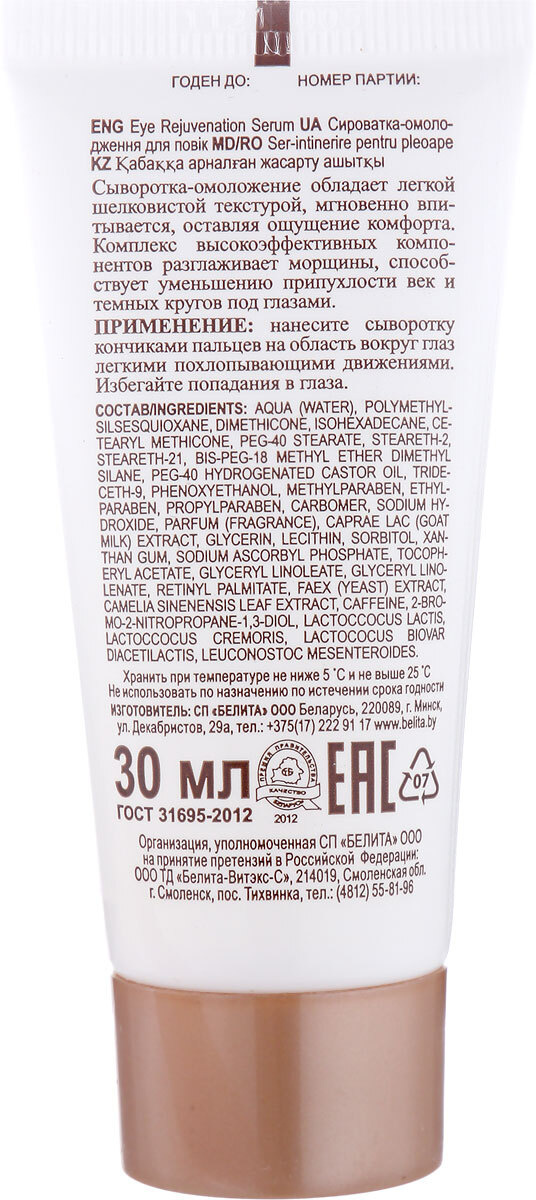 ГОДЕН ДО: НОМЕР ПАРТИИ:
ENG Eye Rejuvenation Serum UA Сироватка-омоло-
дження для повік MD/RO Ser-intinerire pentru pleoape
KZ Қабаққа арналған жасарту ашытқы
Сыворотка-омоложение обладает легкой
шелковистой текстурой, мгновенно впи-
тывается, оставляя ощущение комфорта.
Комплекс высокоэффективных компо-
нентов разглаживает морщины, способ-
ствует уменьшению припухлости век и
темных кругов под глазами.
ПРИМЕНЕНИЕ: нанесите сыворотку
кончиками пальцев на область вокруг глаз
легкими похлопывающими движениями.
Избегайте попадания в глаза.
СОСТАВ/INGREDIENTS: AQUA (WATER), POLYMETHYL-
SILSESQUIOXANE, DIMETHICONE, ISOHEXADECANE, CE-
TEARYL METHICONE, PEG-40 STEARATE, STEARETH-2,
STEARETH-21, BIS-PEG-18 METHYL ETHER DIMETHYL
SILANE, PEG-40 HYDROGENATED CASTOR OIL, TRIDE-
CETH-9, PHENOXYETHANOL, METHYLPARABEN, ETHYL-
PARABEN, PROPYLPARABEN, CARBOMER, SODIUM HY-
DROXIDE, PARFUM (FRAGRANCE), CAPRAE LAC (GOAT
MILK) EXTRACT, GLYCERIN, LECITHIN, SORBITOL, XAN-
THAN GUM, SODIUM ASCORBYL PHOSPHATE, TOCOPH-
ERYL ACETATE, GLYCERYL LINOLEATE, GLYCERYL LINO-
LENATE, RETINYL PALMITATE, FAEX (YEAST) EXTRACT,
CAMELIA SINENENSIS LEAF EXTRACT, CAFFEINE, 2-BRO-
MO-2-NITROPROPANE-1,3-DIOL, LACTOCCOCUS LACTIS,
LACTOCOCCUS CREMORIS, LACTOCOCCUS BIOVAR
DIACETILACTIS, LEUCONOSTOC MESENTEROIDES.
Хранить при температуре не ниже 5 °С и не выше 25 °С
Не использовать по назначению по истечении срока годности
ИЗГОТОВИТЕЛЬ: СП «БЕЛИТА» ООО Беларусь, 220089, г. Минск,
ул. Декабристов, 29а, тел.: +375(17) 222 91 17 www.belita.by
30 мл
ГОСТ 31695-2012
ПРЕМИЯ ПРАВИТЕЛЬСТВА
КАЧЕСТВО
БЕЛАРУСИ
2012
EAC
07
Организация, уполномоченная СП «БЕЛИТА» ООО
на принятие претензий в Российской Федерации:
ООО ТД «Белита-Витэкс-С», 214019, Смоленская обл.
г. Смоленск, пос. Тихвинка, тел.: (4812) 55-81-96